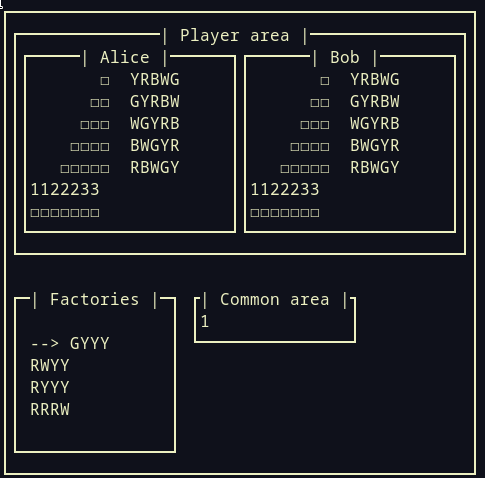 | Player area |
| Alice |
□ YRBWG
□□ GYRBW
□□□ WGYRB
□□□□ BWGYR
□□□□□ RBWGY
1122233
□□□□□□□
| Bob |
□ YRBWG
□□ GYRBW
□□□ WGYRB
□□□□ BWGYR
□□□□□ RBWGY
1122233
□□□□□□□
| Factories |
--> GYYY
RWYY
RYYY
RRRW
| Common area |
1